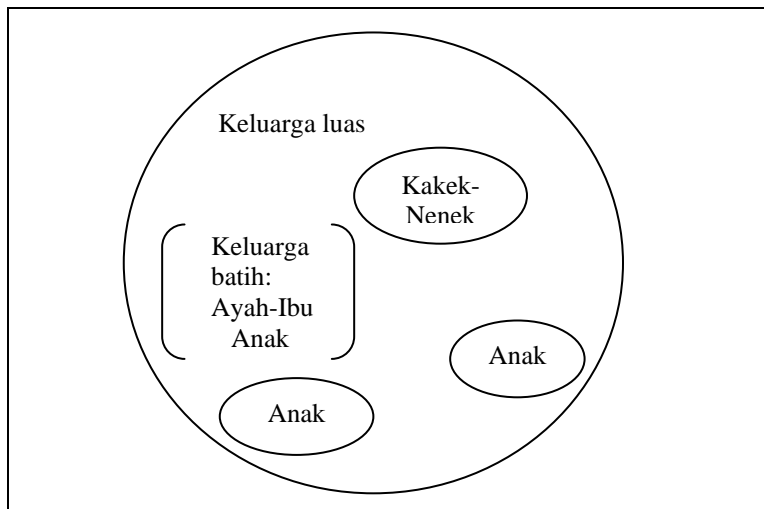 Keluarga luas
Kakek-
Nenek
Keluarga
batih:
Ayah-Ibu
Anak
Anak
Anak